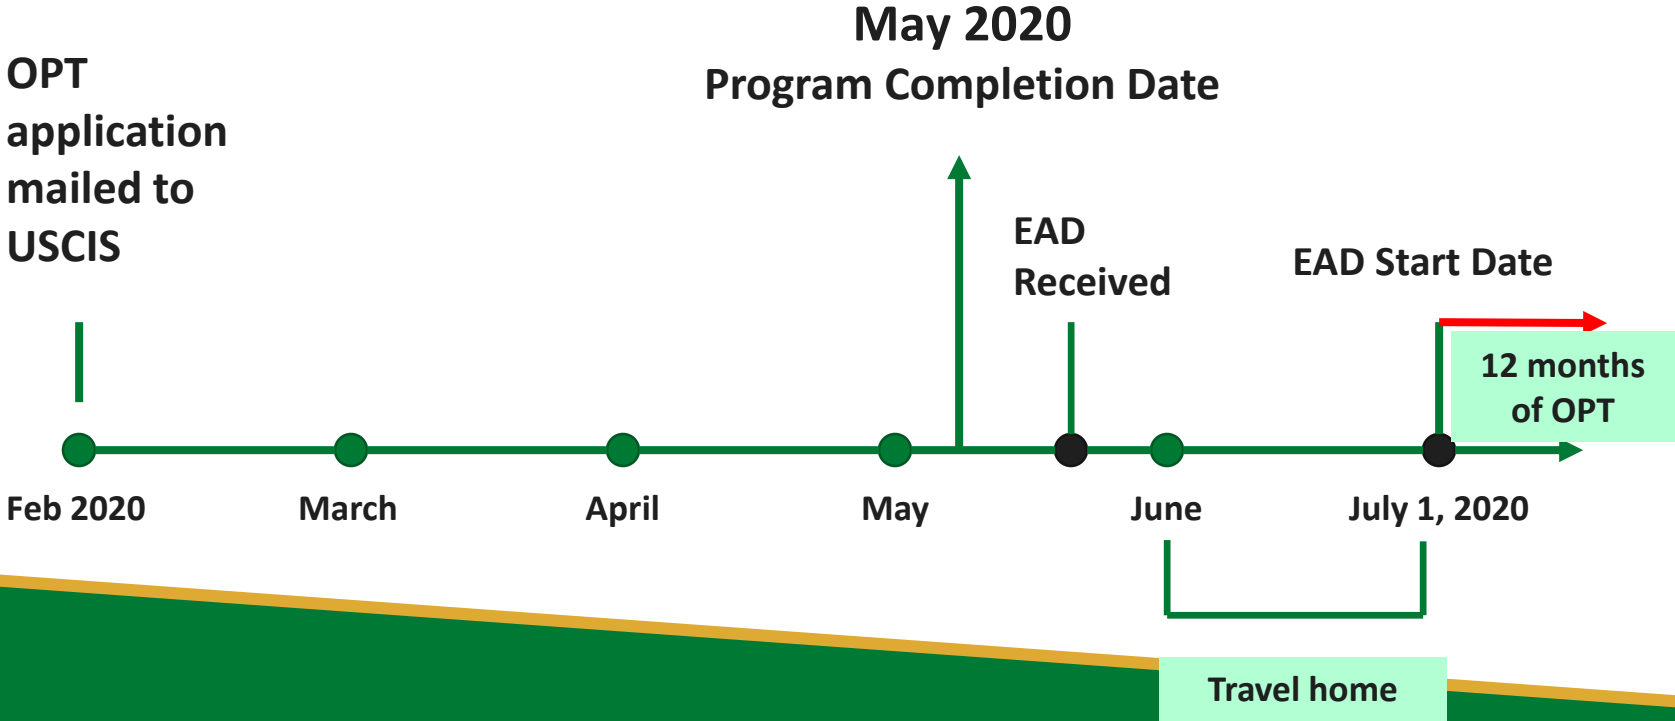 May 2020
Program Completion Date
OPT
application
mailed to
USCIS
EAD
Received
EAD Start Date
12 months
of OPT
Feb 2020
March
April
May
June
July 1, 2020
Travel home